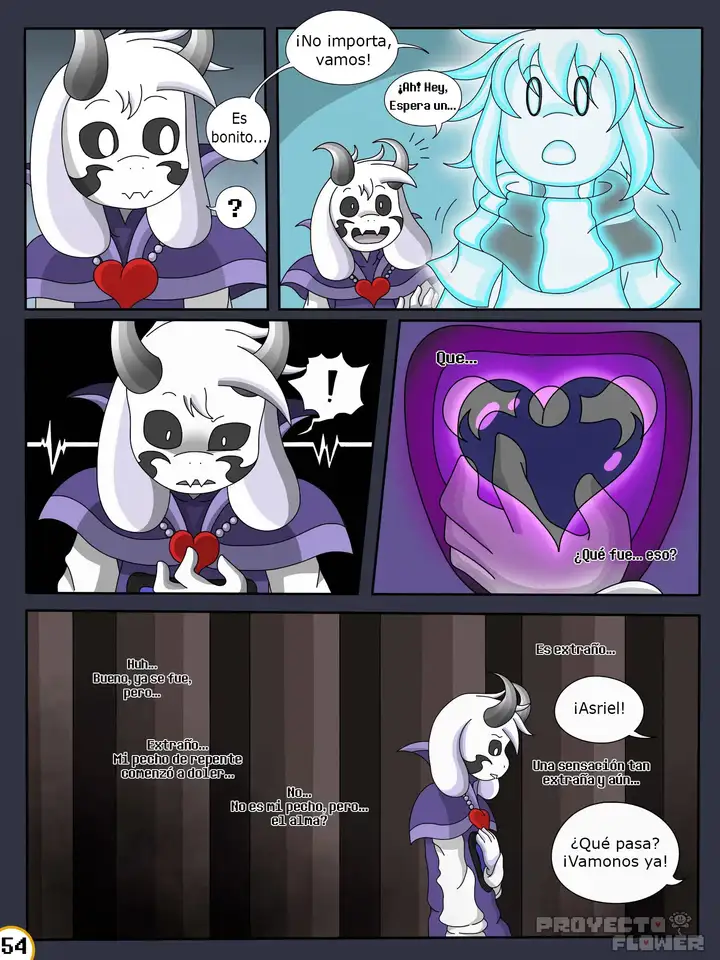 Es
bonito...
?
¡No importa,
vamos!
¡Ah! Hey,
Espera un...
!
Que...
¿Qué fue... eso?
Huh...
Bueno, ya se fue,
pero...
Extraño...
Mi pecho de repente
comenzó a doler...
No...
No es mi pecho, pero...
el alma?
Es extraño...
¡Asriel!
Una sensación tan
extraña y aún...
¿Qué pasa?
¡Vamonos ya!
54
PROYECTO
FLOWER